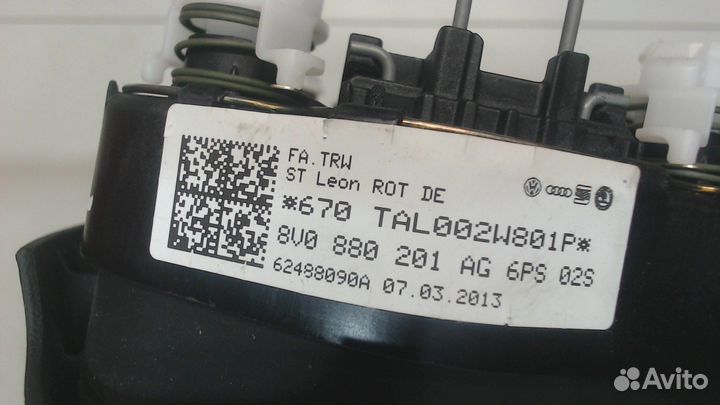 FA.TRW
ST Leon ROT DE
*670 TAL002W801P*
8V0 880 201 AG 6PS 02S
62488090A 07.03.2013
Avito